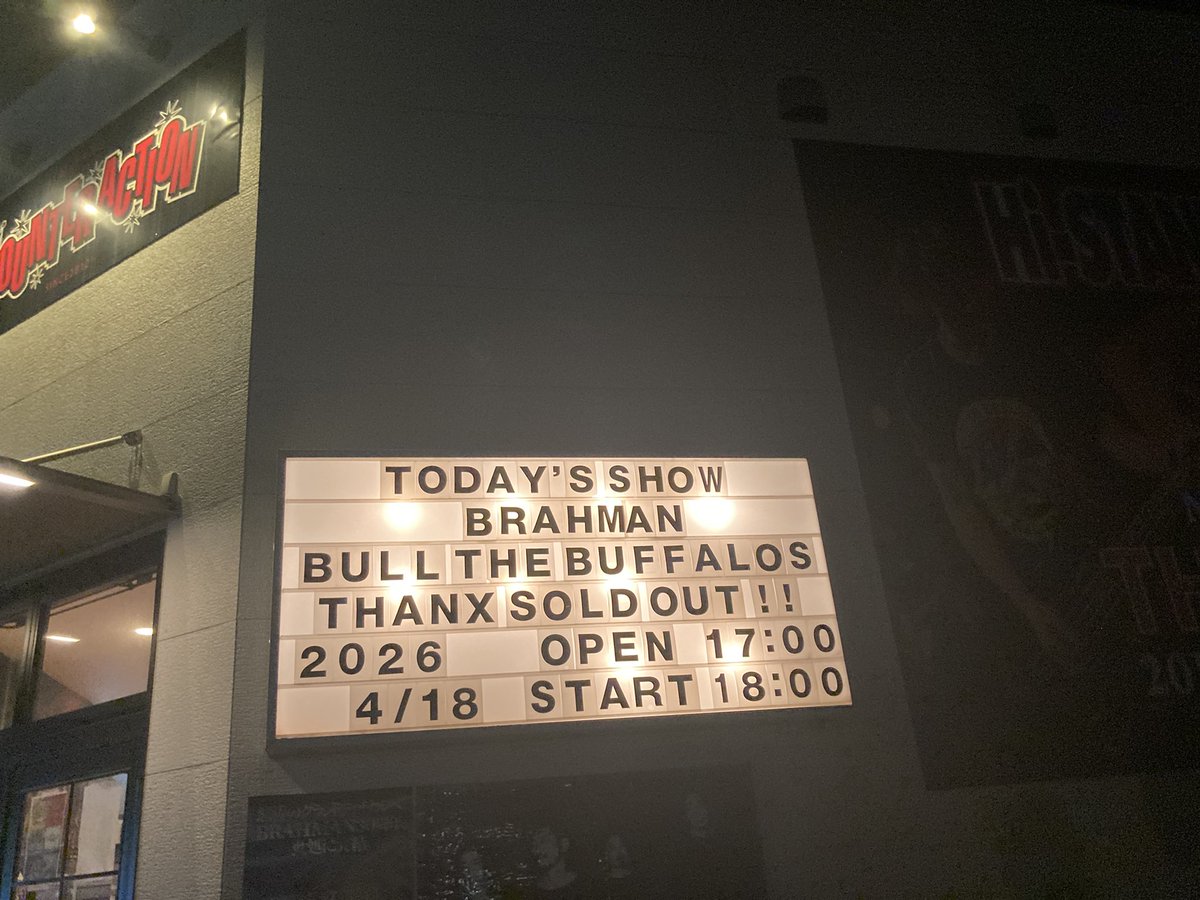 COUNTER ACTION
TODAY'S SHOW
BRAHMAN
BULL THE BUFFALOS
THANX SOLD OUT!!
2026 OPEN 17:00
4/18 START 18:00